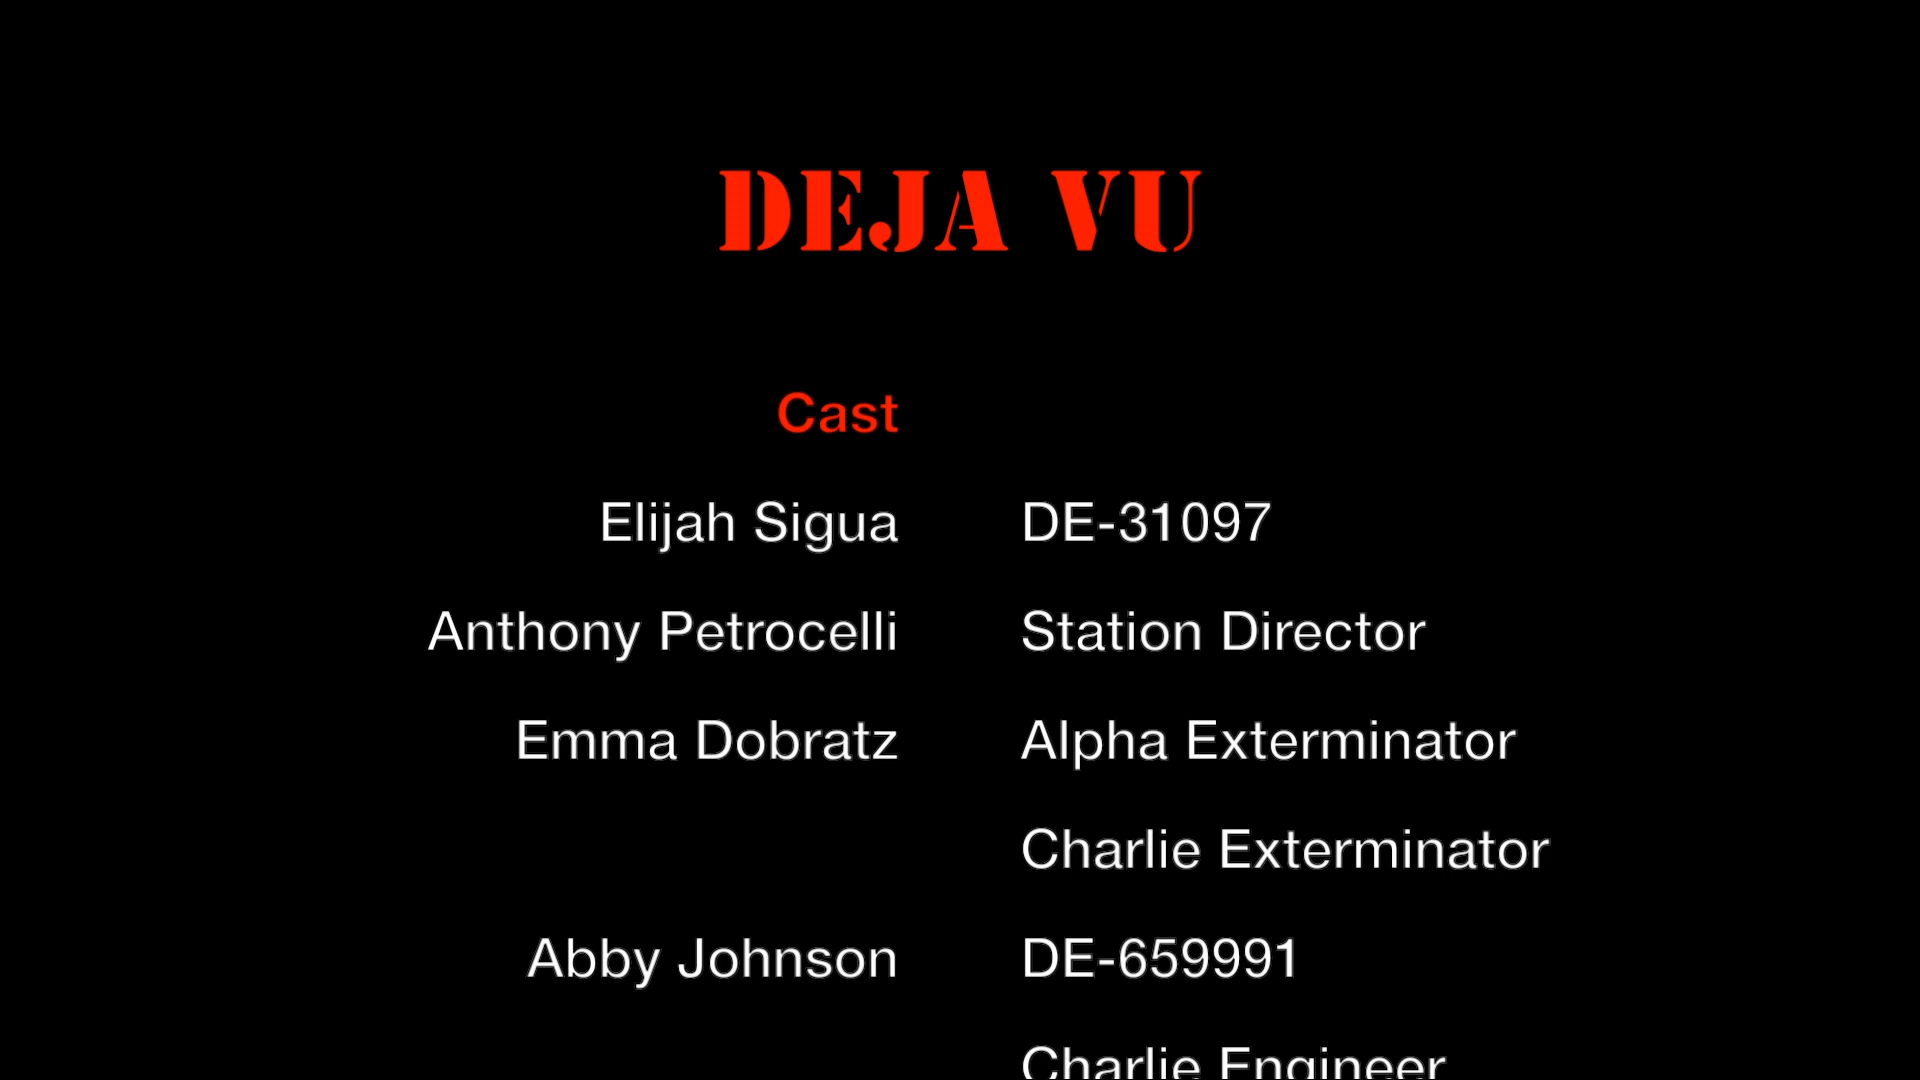 DEJA VU
Cast
Elijah Sigua DE-31097
Anthony Petrocelli Station Director
Emma Dobratz Alpha Exterminator
Charlie Exterminator
Abby Johnson DE-659991
Charlie Engineer